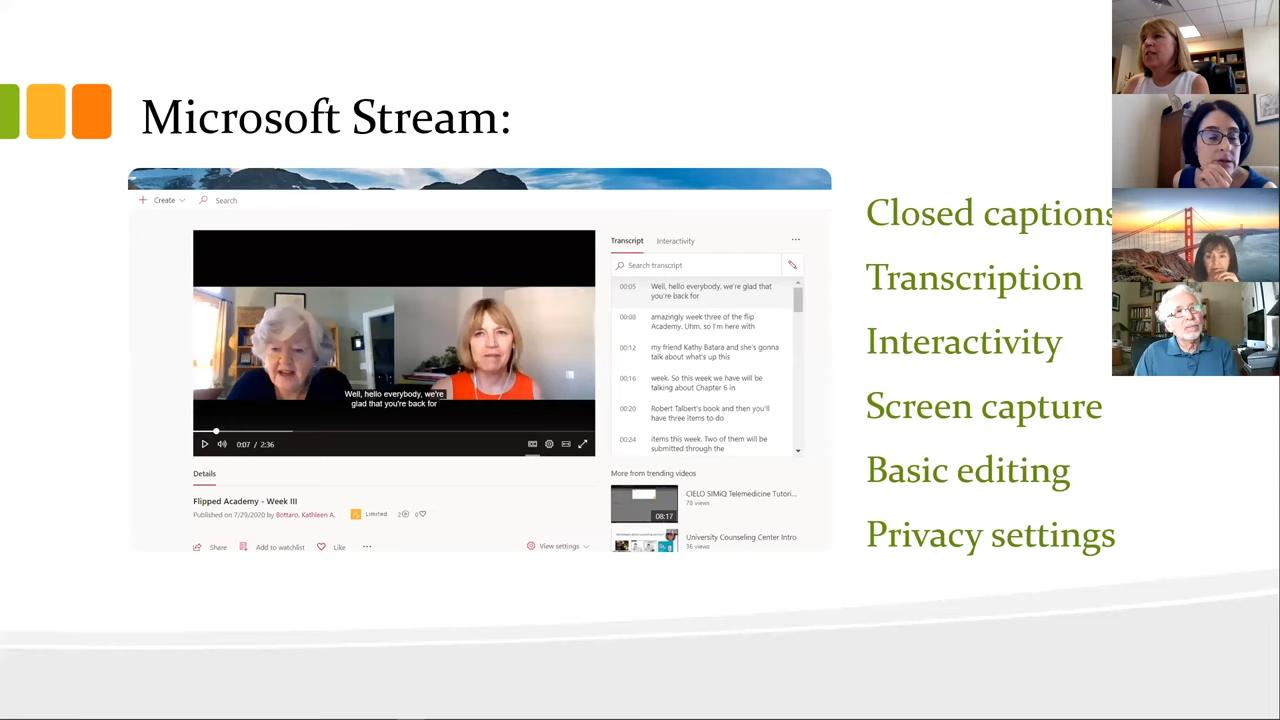 Microsoft Stream:
Create
Search
Well, hello everybody, we're
glad that you're back for
0:07 / 2:36
Details
Flipped Academy - Week III
Published on 7/29/2020 by Bottaro, Kathleen A.
Limited
2
0
Share
Add to watchlist
Like
View settings
Transcript
Interactivity
Search transcript
00:05 Well, hello everybody, we're glad that
you're back for
00:08 amazingly week three of the flip
Academy. Uhm, so I'm here with
00:12 my friend Kathy Batara and she's gonna
talk about what's up this
00:16 week. So this week we have will be
talking about Chapter 6 in
00:20 Robert Talbert's book and then you'll
have three items to do
00:24 items this week. Two of them will be
submitted through the
More from trending videos
08:17
CIELO SIMiQ Telemedicine Tutori...
70 views
University Counseling Center Intro
36 views
Closed captions
Transcription
Interactivity
Screen capture
Basic editing
Privacy settings